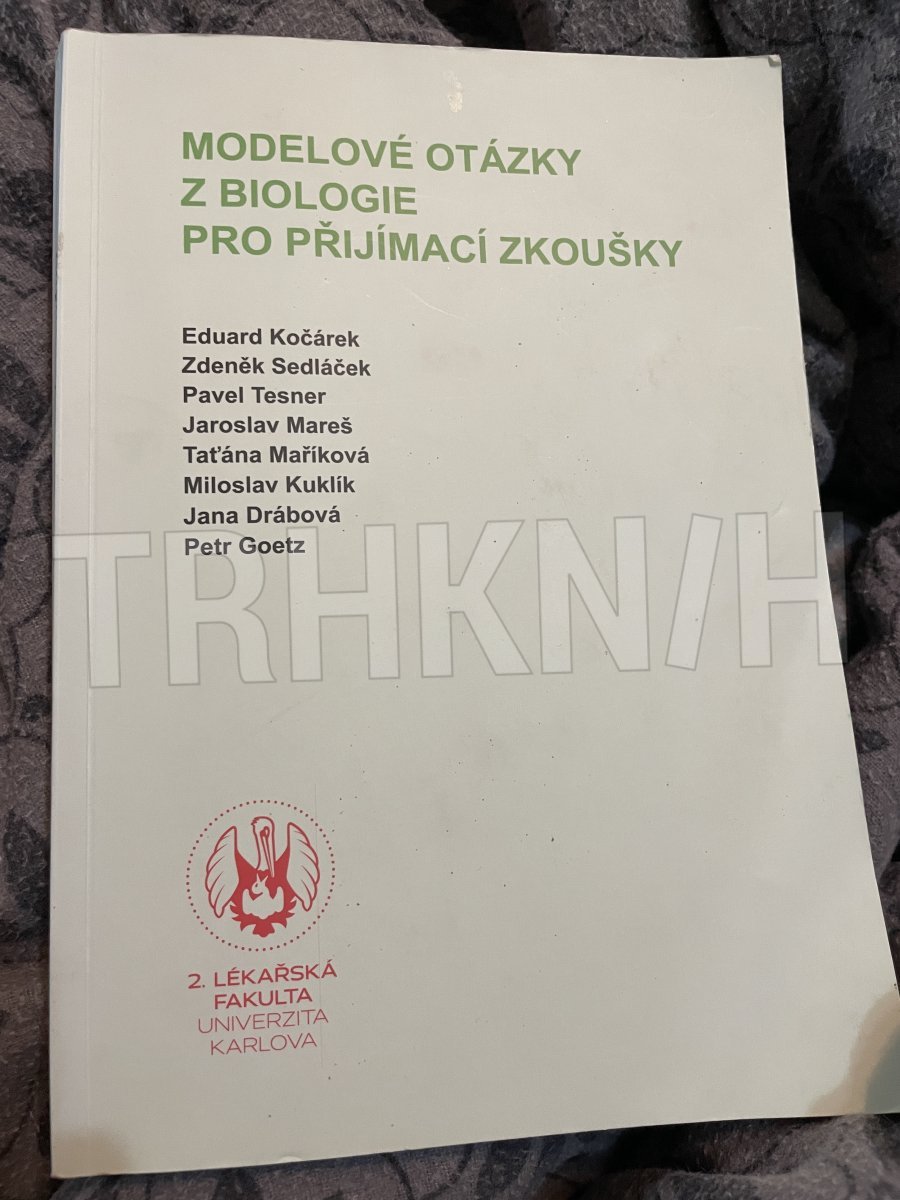 MODELOVÉ OTÁZKY
Z BIOLOGIE
PRO PŘIJÍMACÍ ZKOUŠKY
Eduard Kočárek
Zdeněk Sedláček
Pavel Tesner
Jaroslav Mareš
Taťána Maříková
Miloslav Kuklík
Jana Drábová
Petr Goetz
TRHKN/H
2. LÉKAŘSKÁ
FAKULTA
UNIVERZITA
KARLOVA